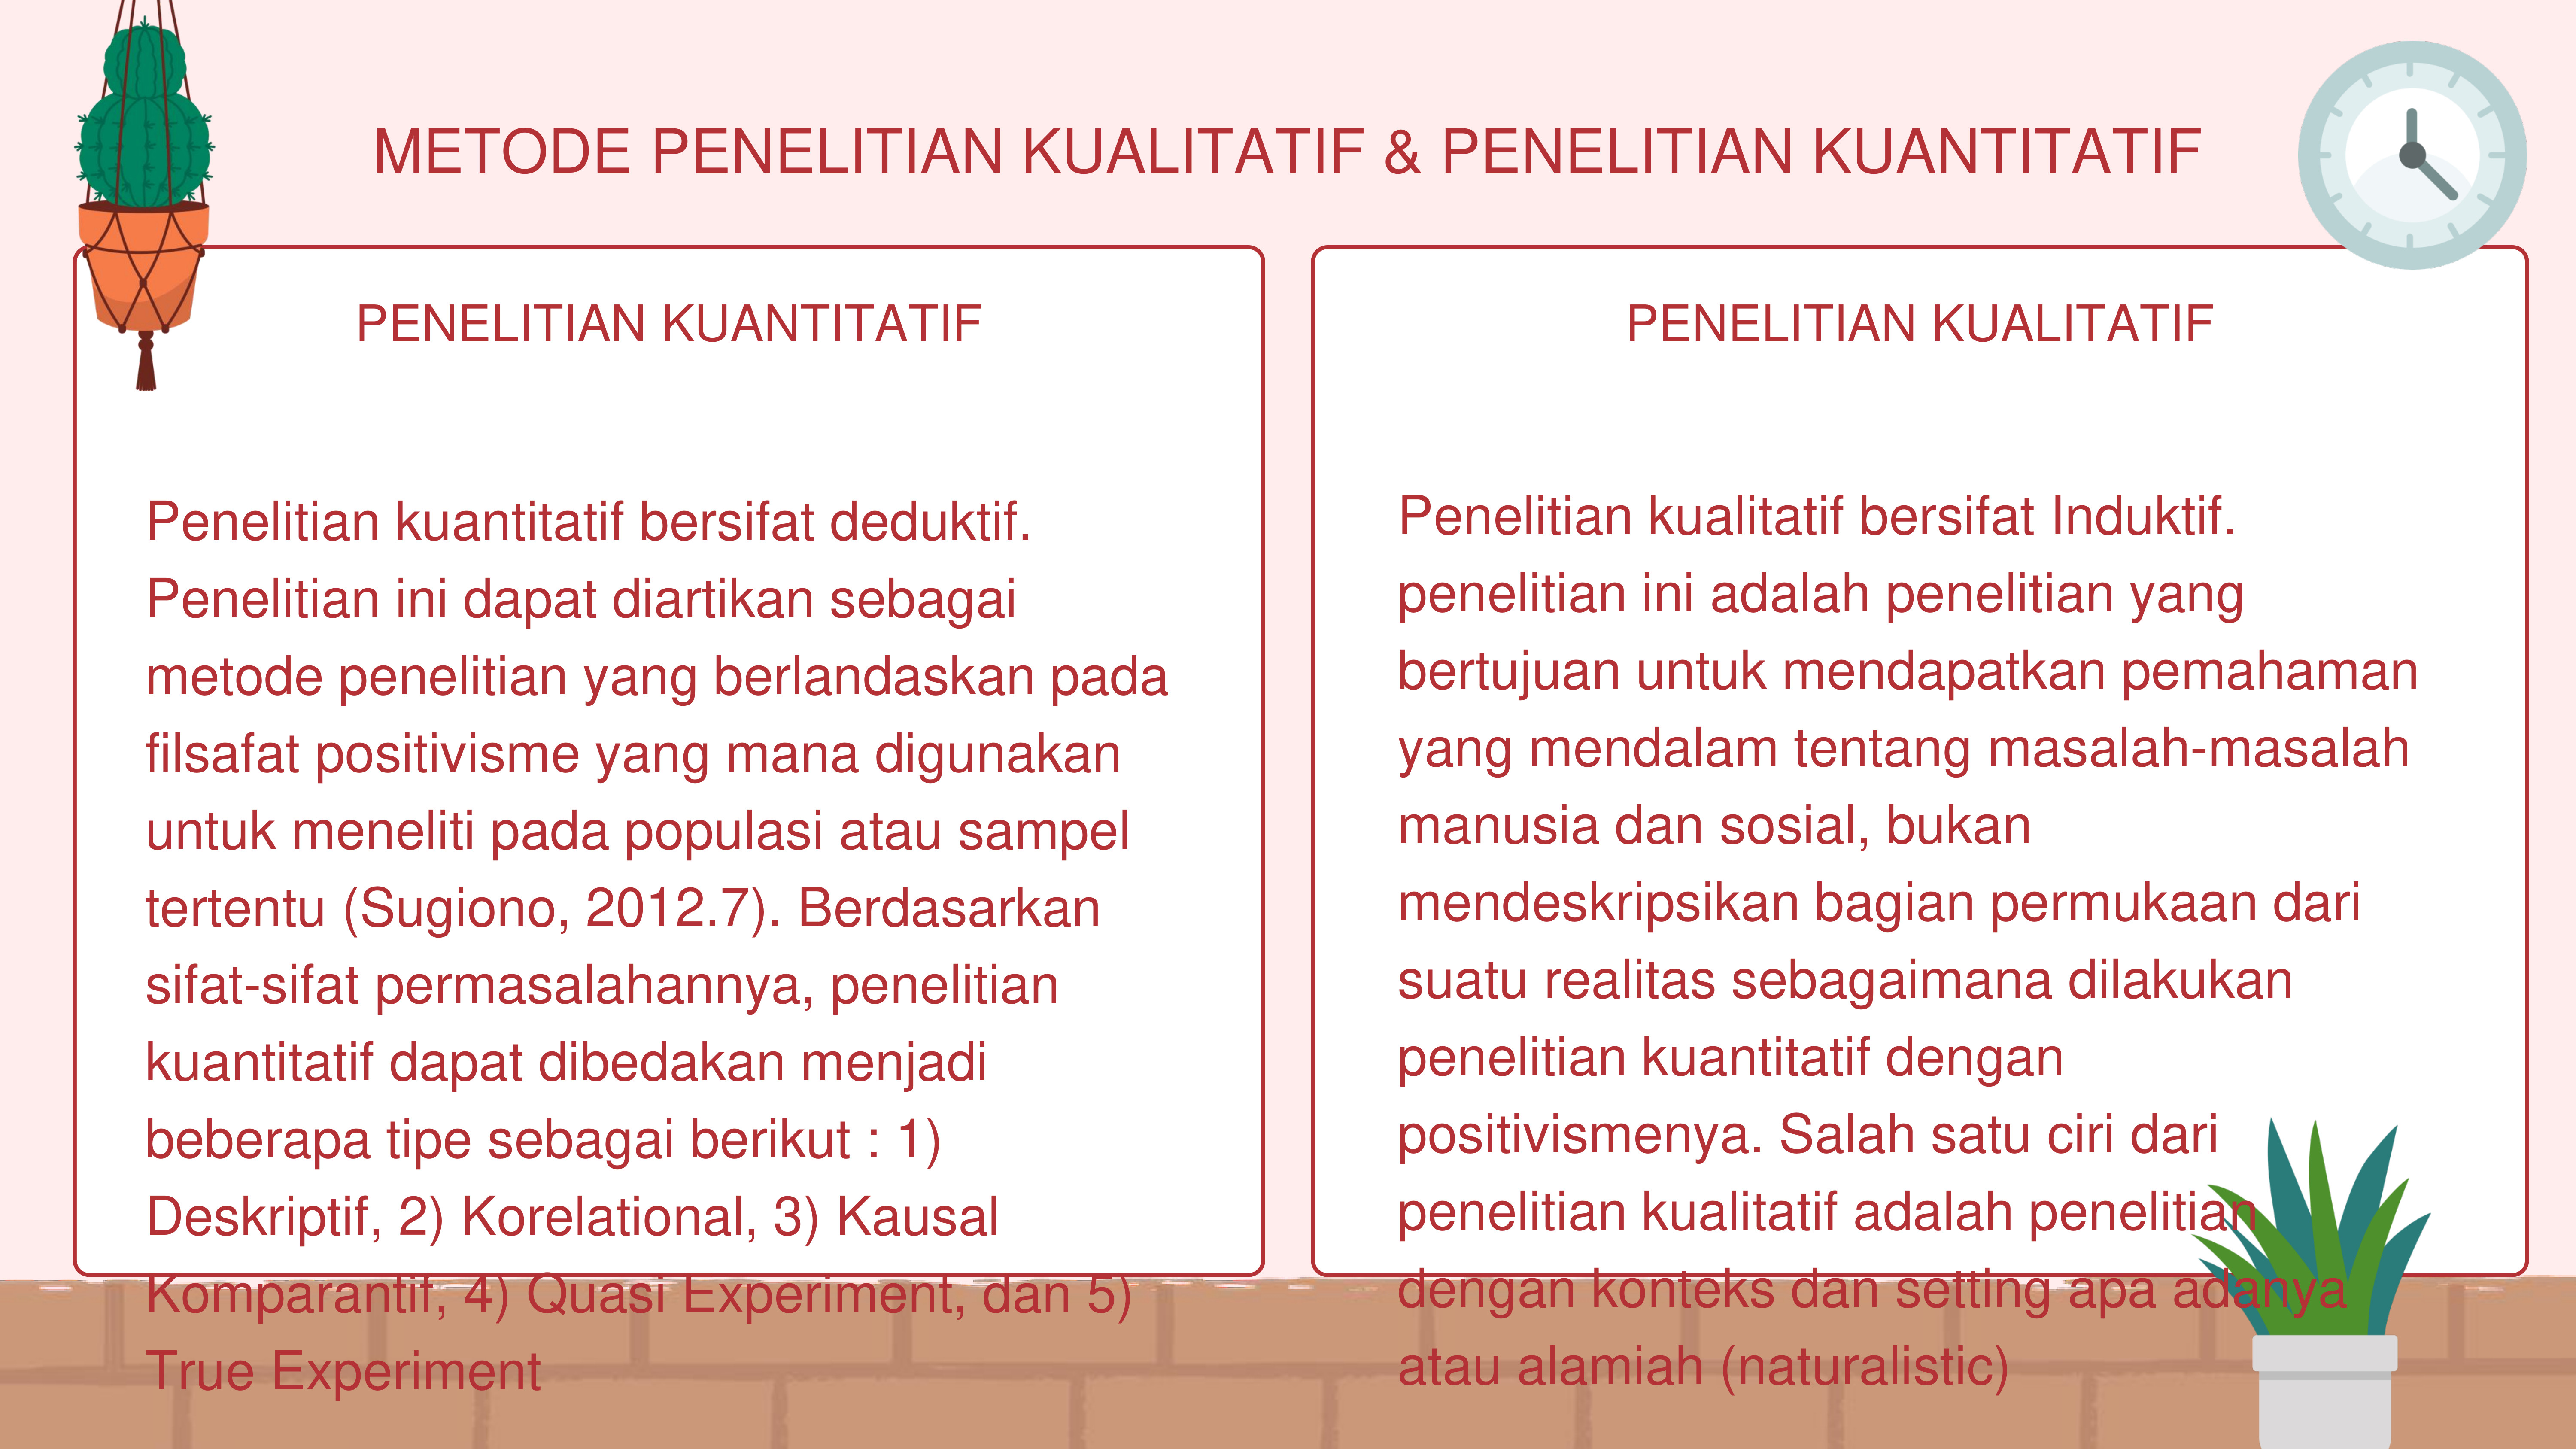 METODE PENELITIAN KUALITATIF & PENELITIAN KUANTITATIF
PENELITIAN KUANTITATIF
Penelitian kuantitatif bersifat deduktif.
Penelitian ini dapat diartikan sebagai
metode penelitian yang berlandaskan pada
filsafat positivisme yang mana digunakan
untuk meneliti pada populasi atau sampel
tertentu (Sugiono, 2012.7). Berdasarkan
sifat-sifat permasalahannya, penelitian
kuantitatif dapat dibedakan menjadi
beberapa tipe sebagai berikut : 1)
Deskriptif, 2) Korelational, 3) Kausal
Komparantif, 4) Quasi Experiment, dan 5)
True Experiment
PENELITIAN KUALITATIF
Penelitian kualitatif bersifat Induktif.
penelitian ini adalah penelitian yang
bertujuan untuk mendapatkan pemahaman
yang mendalam tentang masalah-masalah
manusia dan sosial, bukan
mendeskripsikan bagian permukaan dari
suatu realitas sebagaimana dilakukan
penelitian kuantitatif dengan
positivismenya. Salah satu ciri dari
penelitian kualitatif adalah penelitian
dengan konteks dan setting apa adanya
atau alamiah (naturalistic)